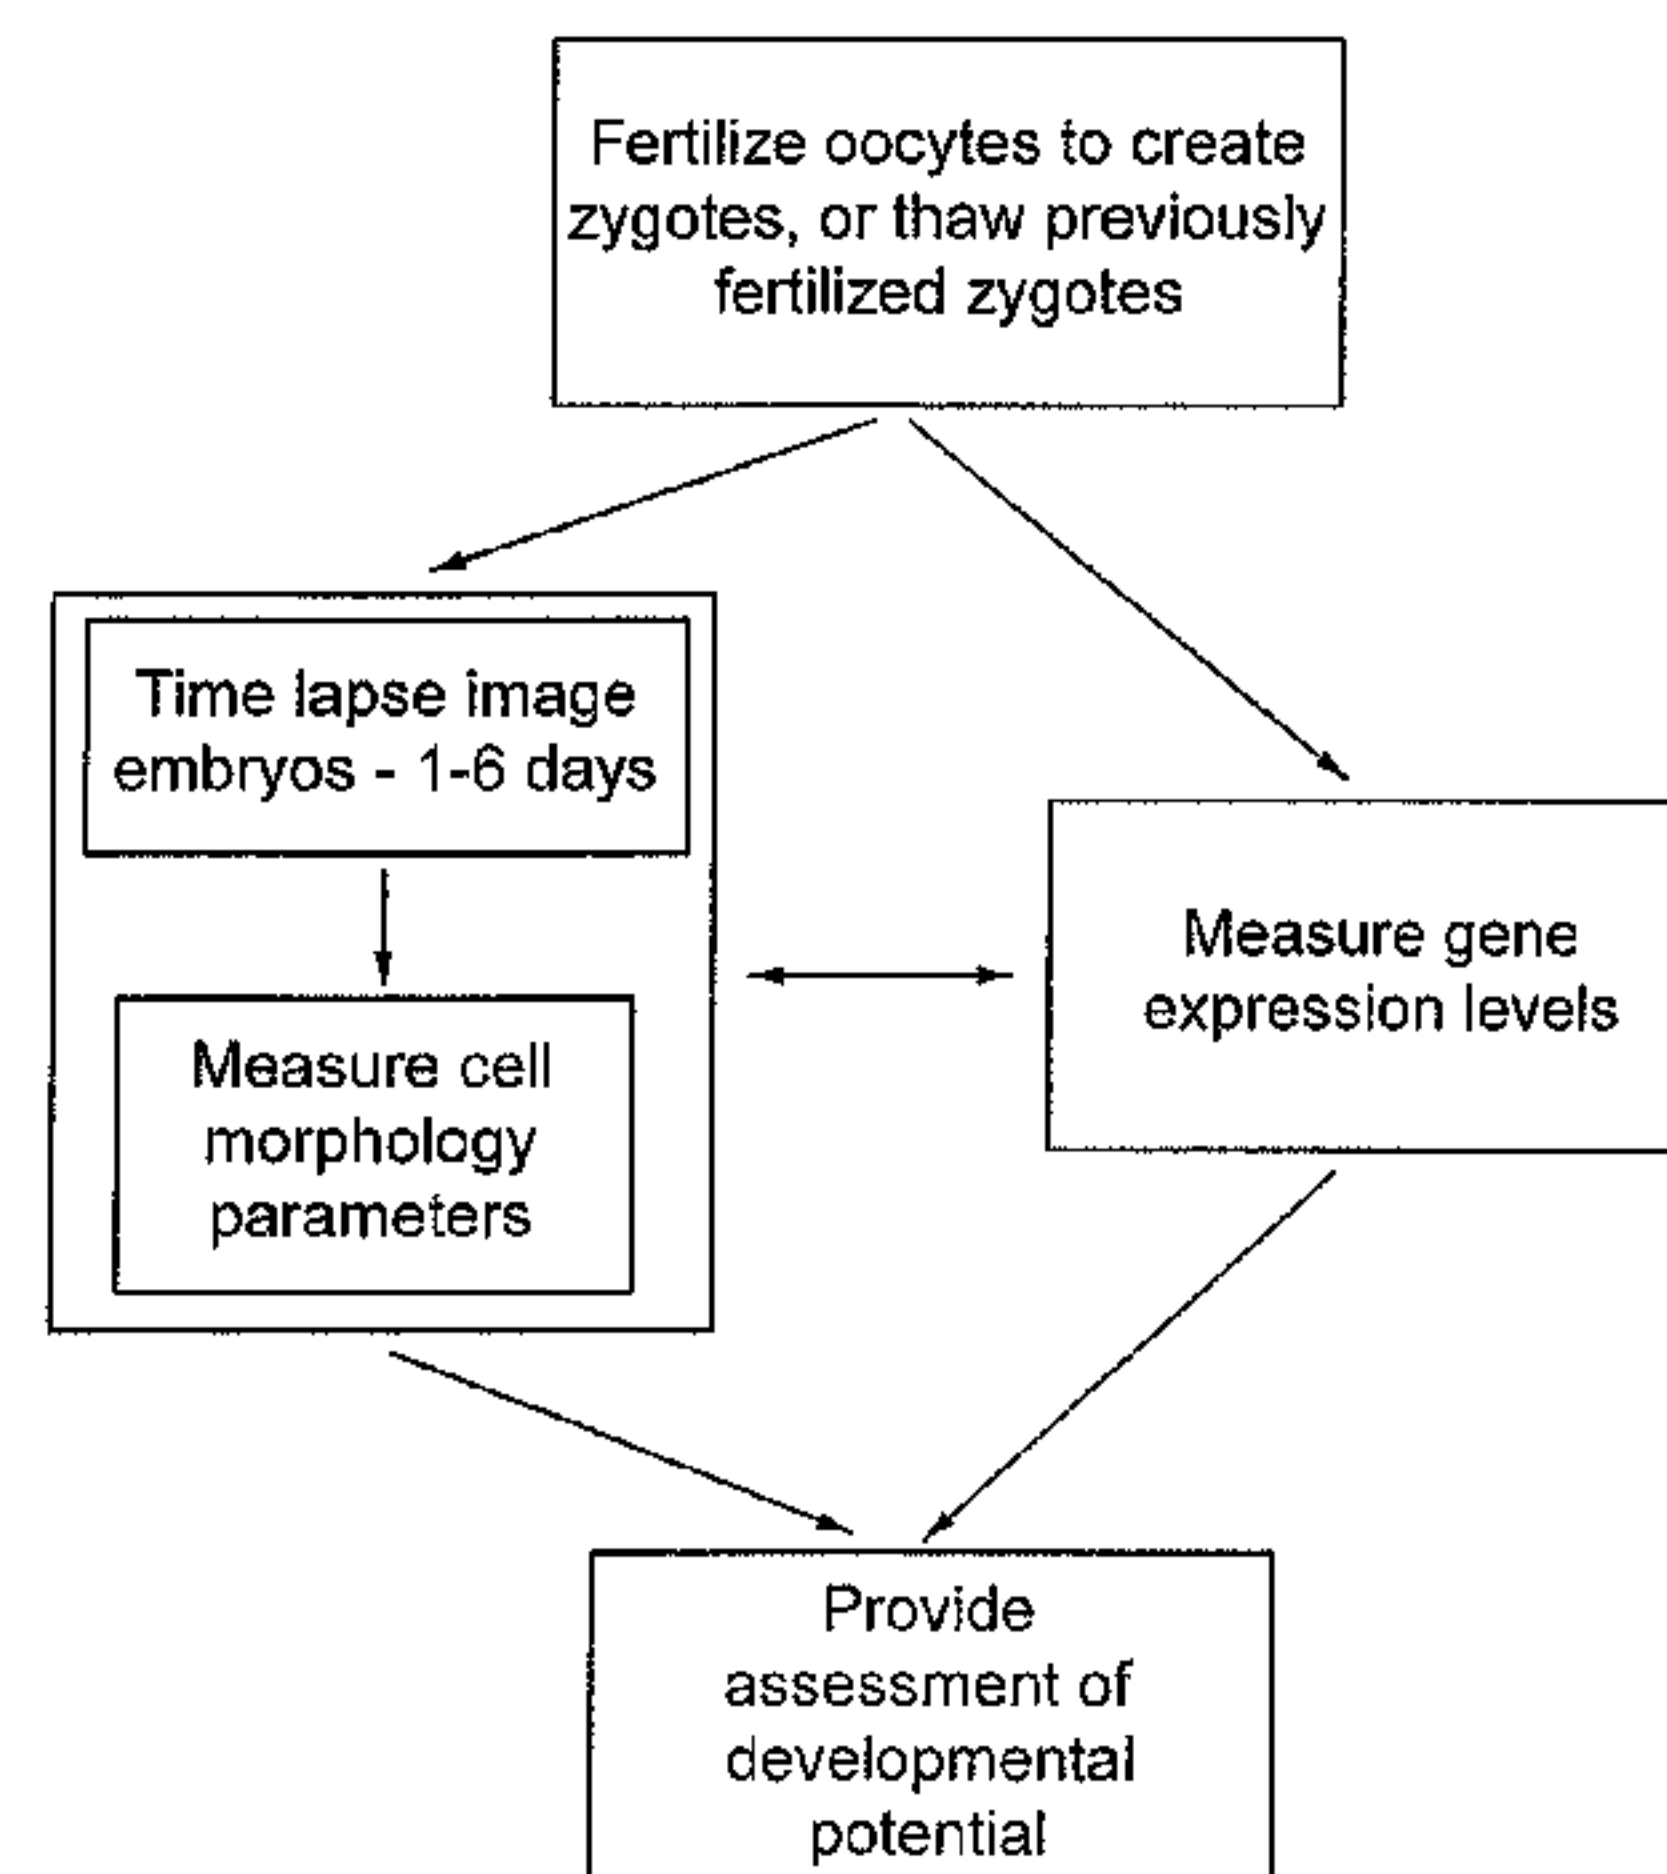 Fertilize oocytes to create
zygotes, or thaw previously
fertilized zygotes
Time lapse image
embryos - 1-6 days
Measure cell
morphology
parameters
Measure gene
expression levels
Provide
assessment of
developmental
potential